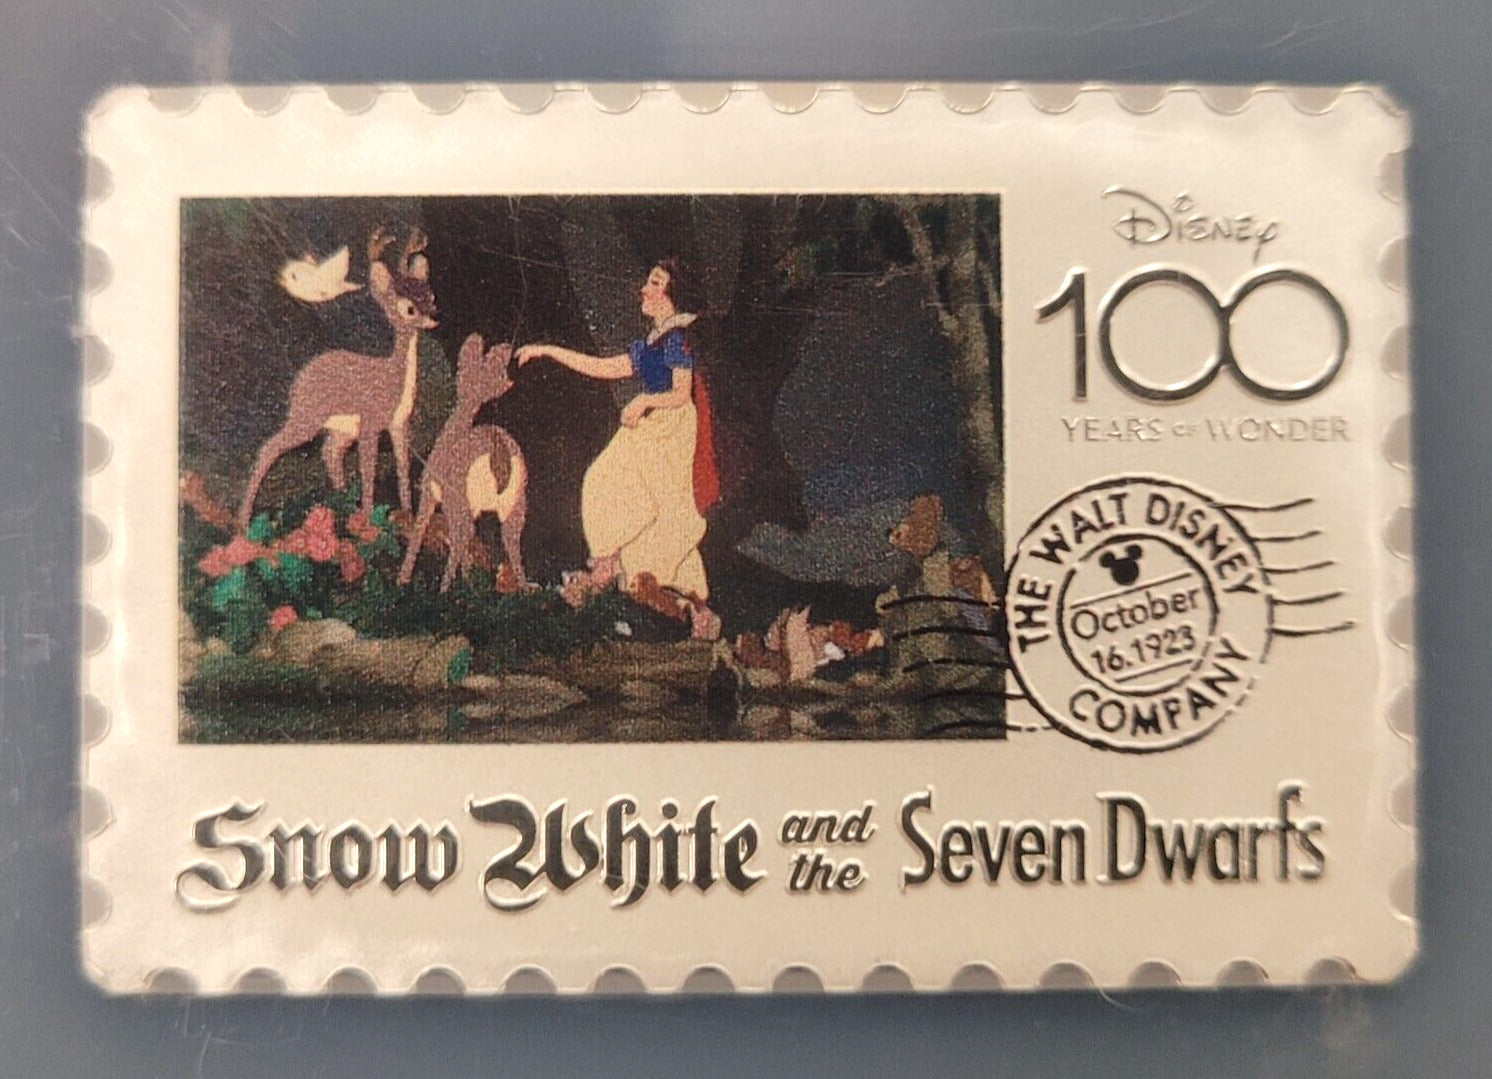 Disney
100
YEARS OF WONDER
THE WALT DISNEY
October
16.1923
COMPANY
Snow White and the Seven Dwarfs